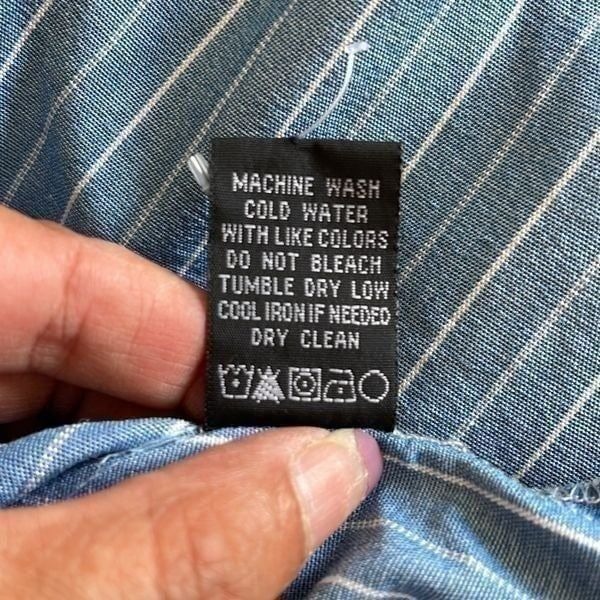 MACHINE WASH
COLD WATER
WITH LIKE COLORS
DO NOT BLEACH
TUMBLE DRY LOW
COOL IRON IF NEEDED
DRY CLEAN